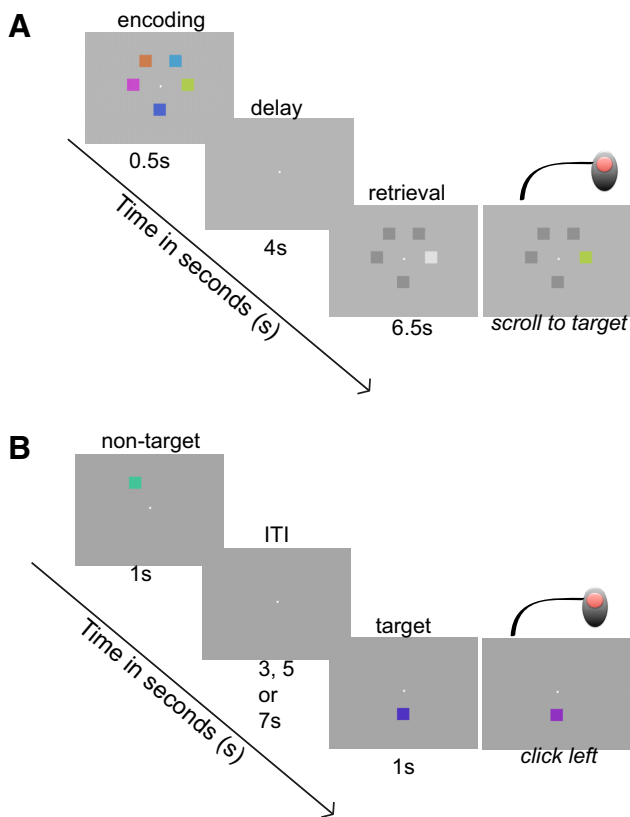 A
encoding
0.5s
delay
4s
retrieval
6.5s
scroll to target
Time in seconds (s)
B
non-target
1s
ITI
3, 5
or
7s
target
1s
click left
Time in seconds (s)